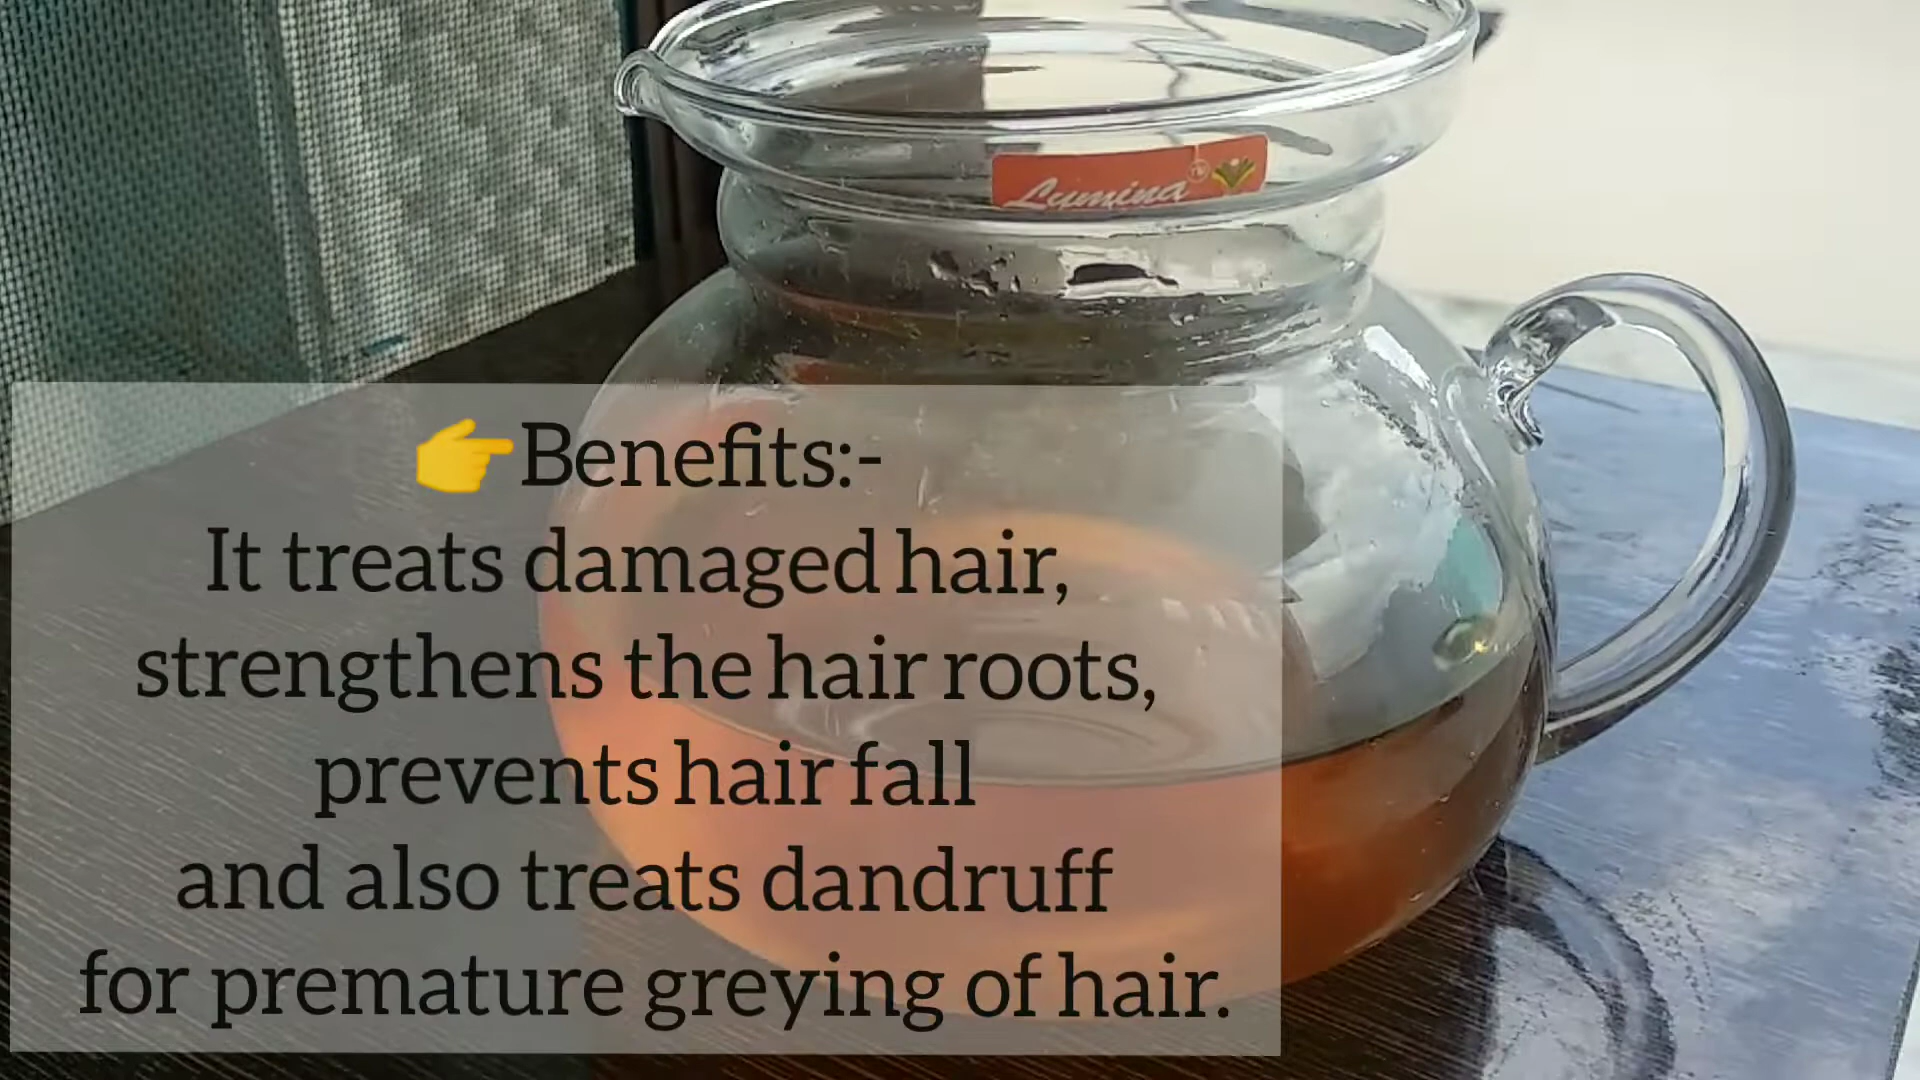 Lumina
👉Benefits:-
It treats damaged hair,
strengthens the hair roots,
prevents hair fall
and also treats dandruff
for premature greying of hair.